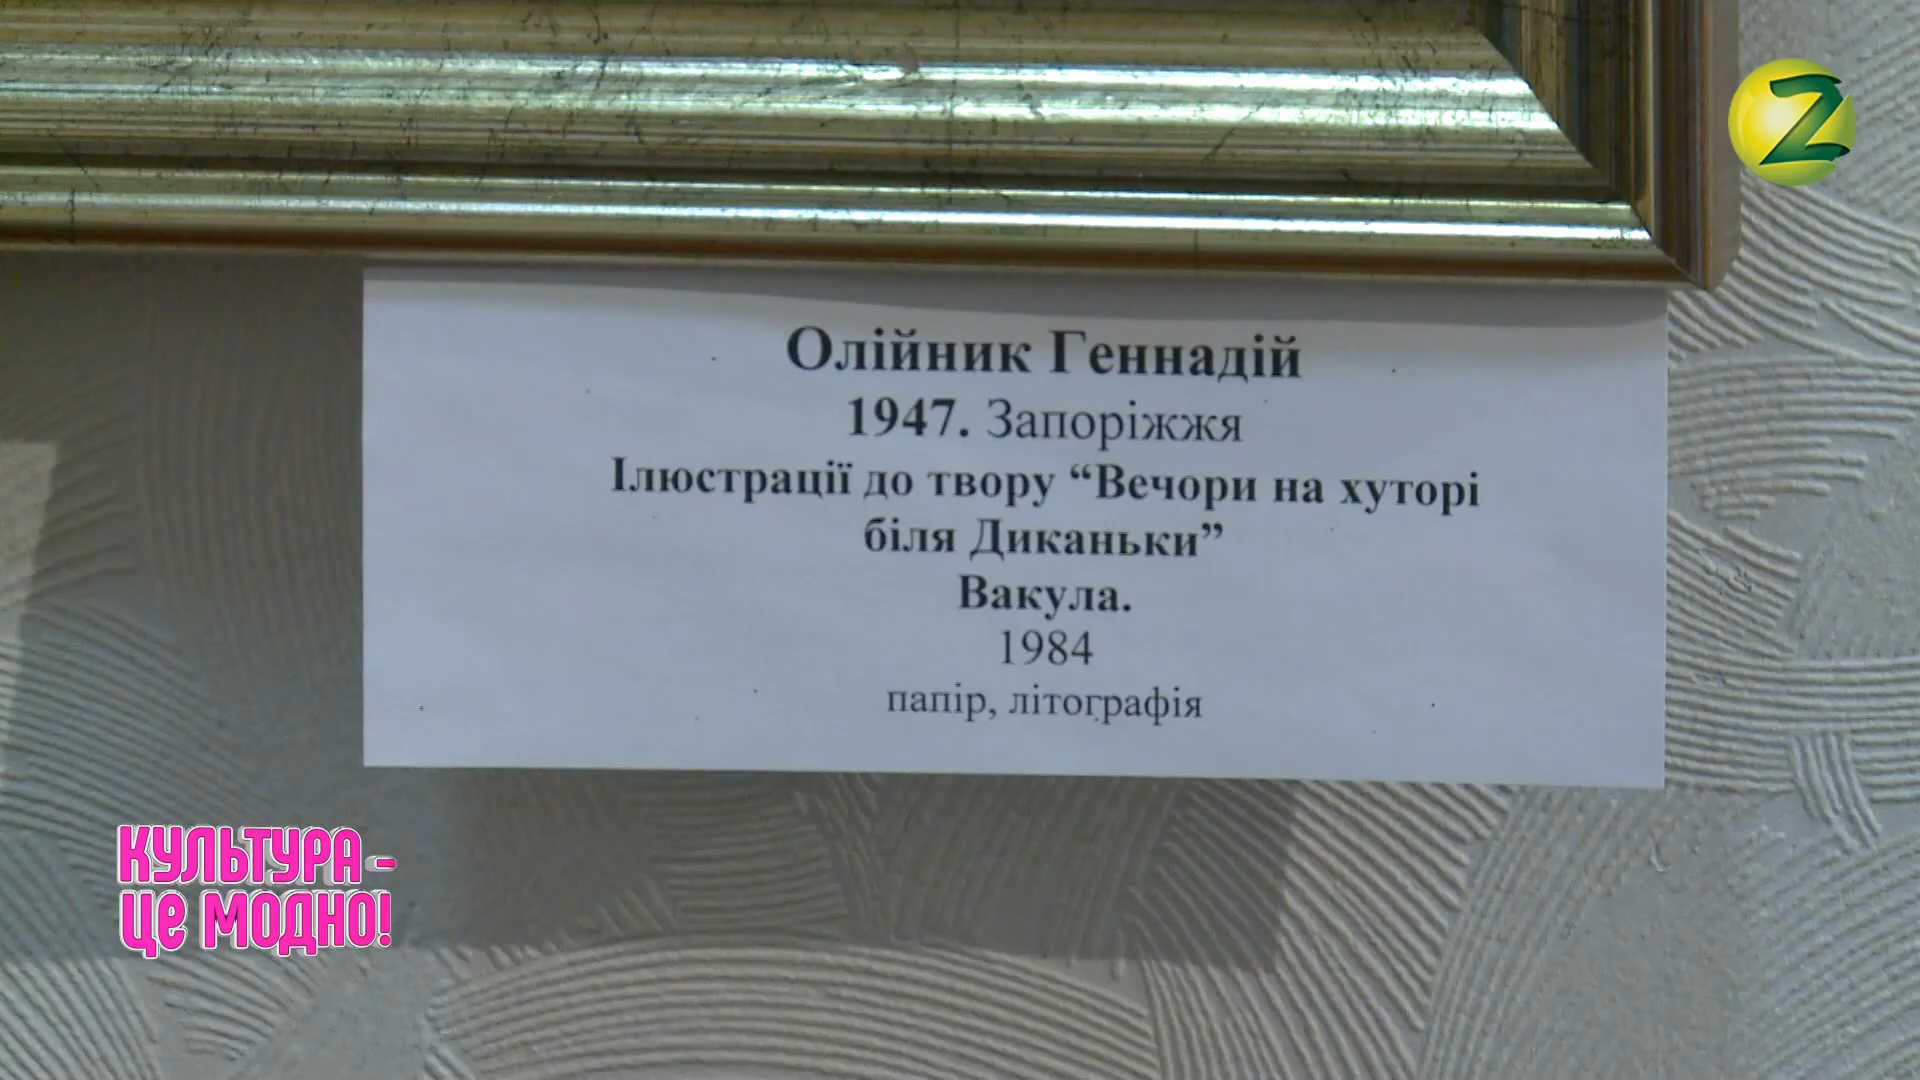 Z
Олійник Геннадій
1947. Запоріжжя
Ілюстрації до твору “Вечори на хуторі
біля Диканьки”
Вакула.
1984
папір, літографія
КУЛЬТУРА -
ЦЕ МОДНО!